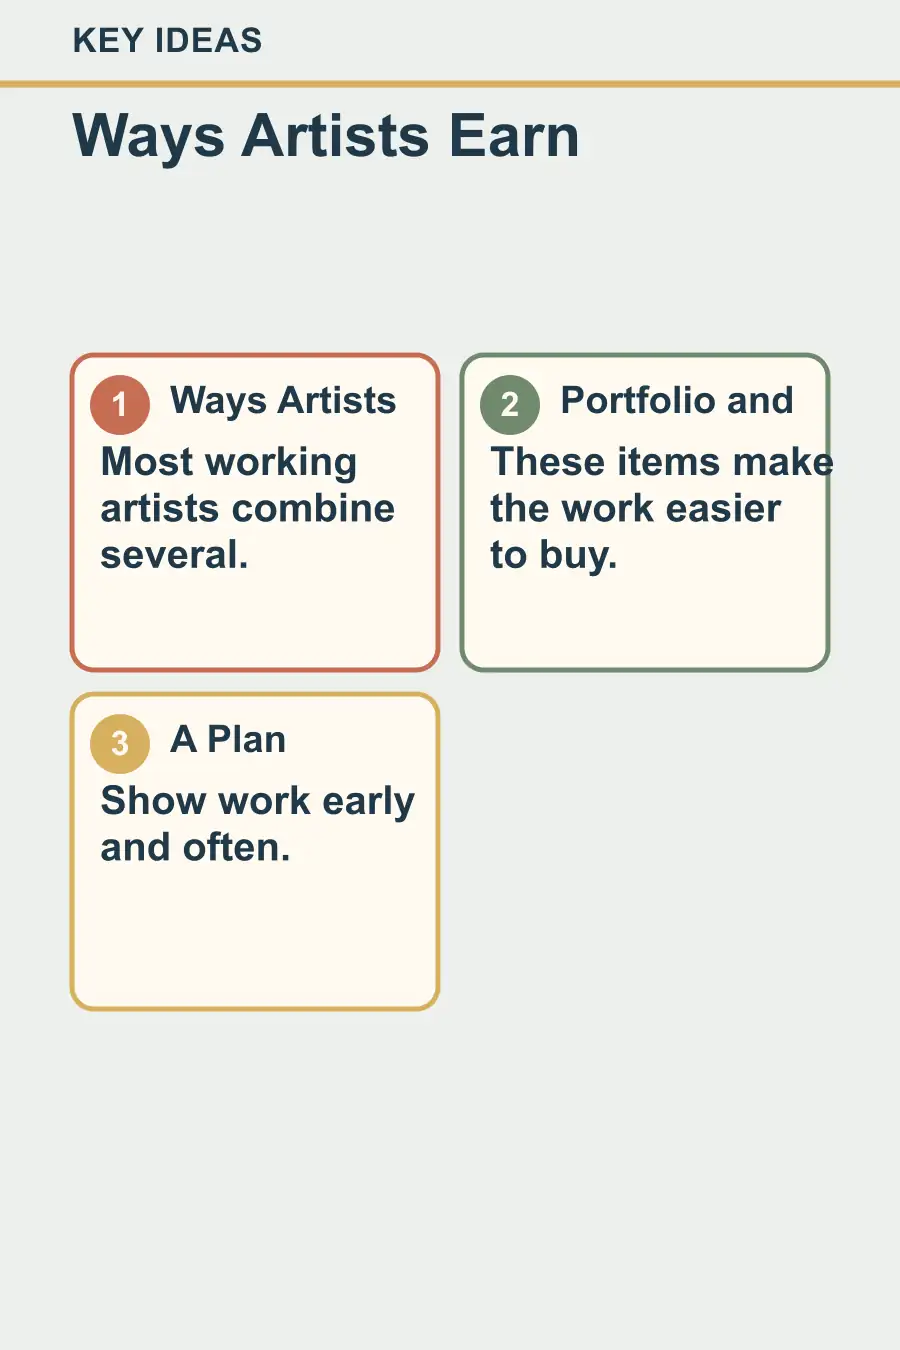 KEY IDEAS
Ways Artists Earn
1 Ways Artists
Most working
artists combine
several.
2 Portfolio and
These items make
the work easier
to buy.
3 A Plan
Show work early
and often.